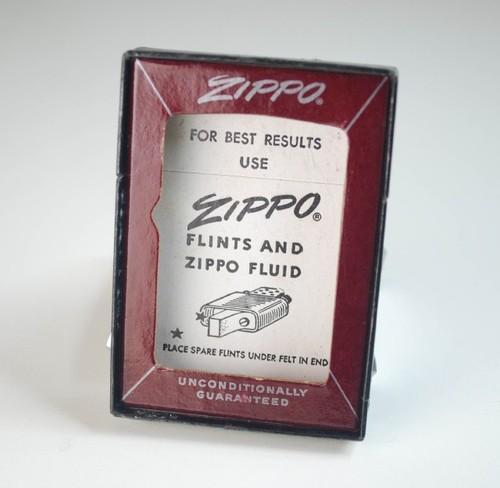 ZIPPO®
FOR BEST RESULTS
USE
ZIPPO®
FLINTS AND
ZIPPO FLUID
PLACE SPARE FLINTS UNDER FELT IN END
UNCONDITIONALLY
GUARANTEED